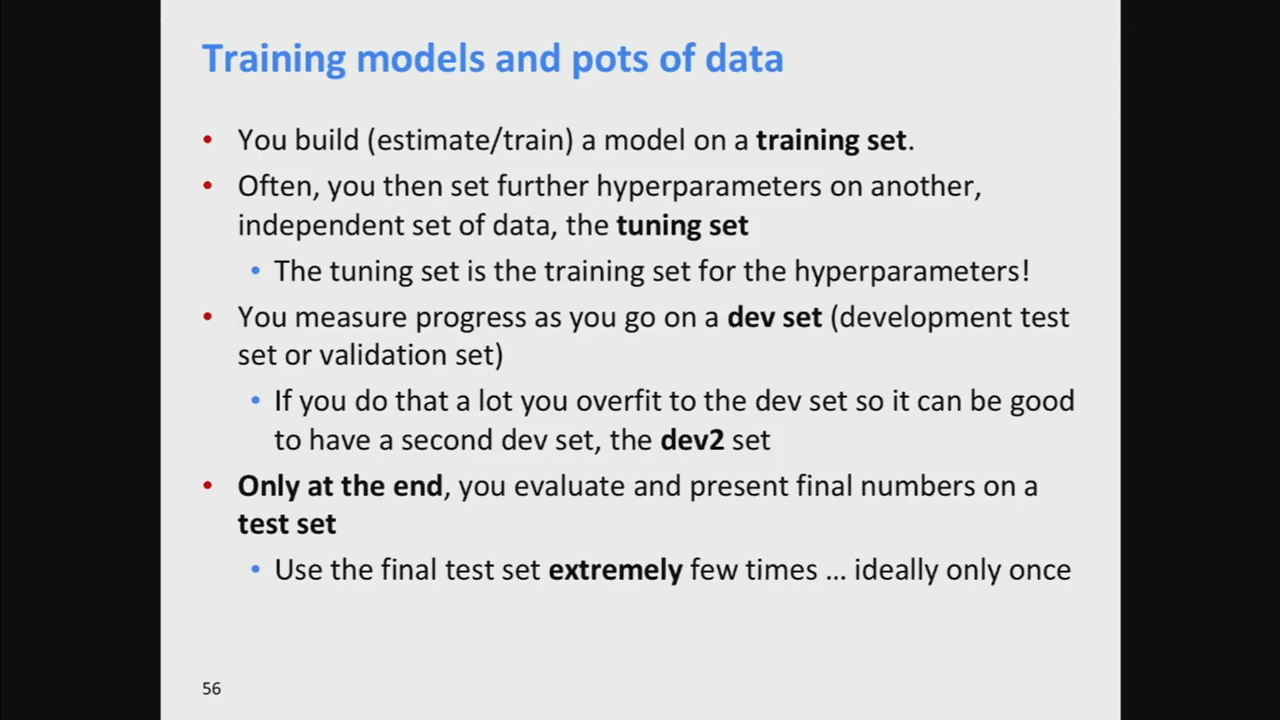 Training models and pots of data
• You build (estimate/train) a model on a training set.
• Often, you then set further hyperparameters on another,
independent set of data, the tuning set
• The tuning set is the training set for the hyperparameters!
• You measure progress as you go on a dev set (development test
set or validation set)
• If you do that a lot you overfit to the dev set so it can be good
to have a second dev set, the dev2 set
• Only at the end, you evaluate and present final numbers on a
test set
• Use the final test set extremely few times ... ideally only once
56